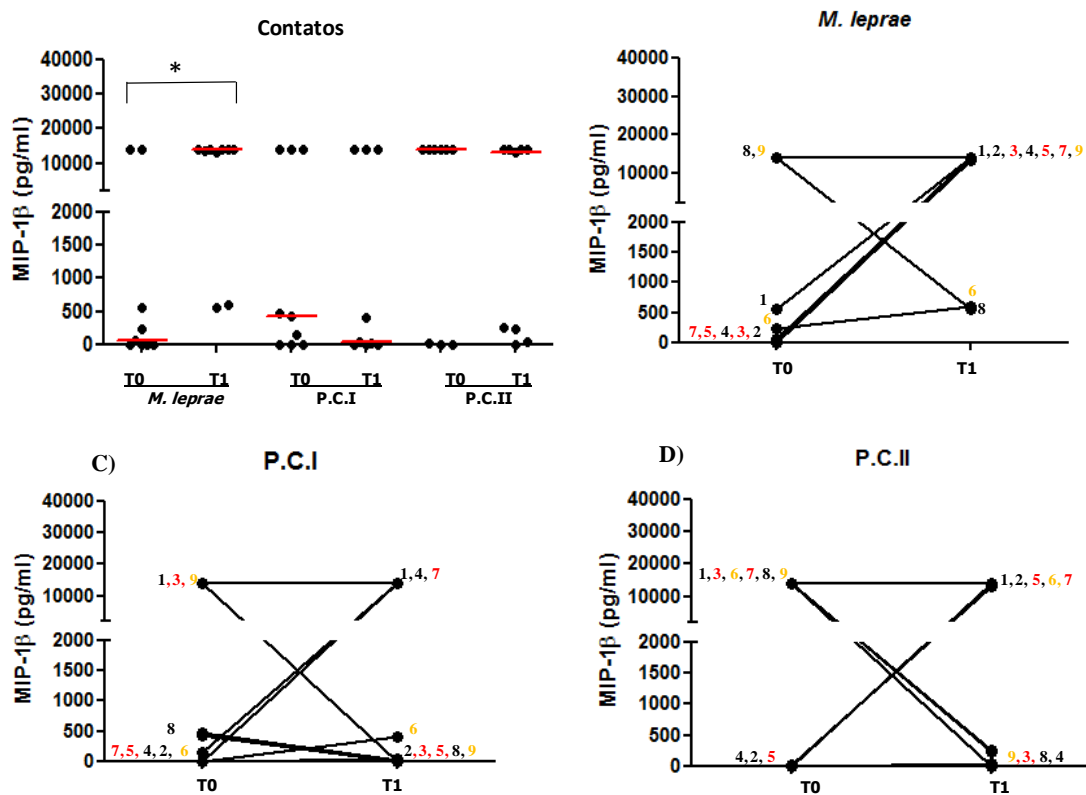 Contatos
40000
30000
20000
10000
2000
1500
1000
500
0
MIP-1β (pg/ml)
*
T0 T1 T0 T1 T0 T1
M. leprae P.C.I P.C.II
M. leprae
40000
30000
20000
10000
2000
1500
1000
500
0
MIP-1β (pg/ml)
8, 9
1, 2, 3, 4, 5, 7, 9
1
6
7,5, 4, 3, 2
6
8
T0 T1
C) P.C.I
40000
30000
20000
10000
2000
1500
1000
500
0
MIP-1β (pg/ml)
1,3, 9
1,4, 7
8
7,5, 4, 2, 6
6
2,3, 5, 8, 9
T0 T1
D) P.C.II
40000
30000
20000
10000
2000
1500
1000
500
0
MIP-1β (pg/ml)
1, 3, 6, 7, 8, 9
1,2, 5, 6, 7
4, 2, 5
9,3, 8, 4
T0 T1